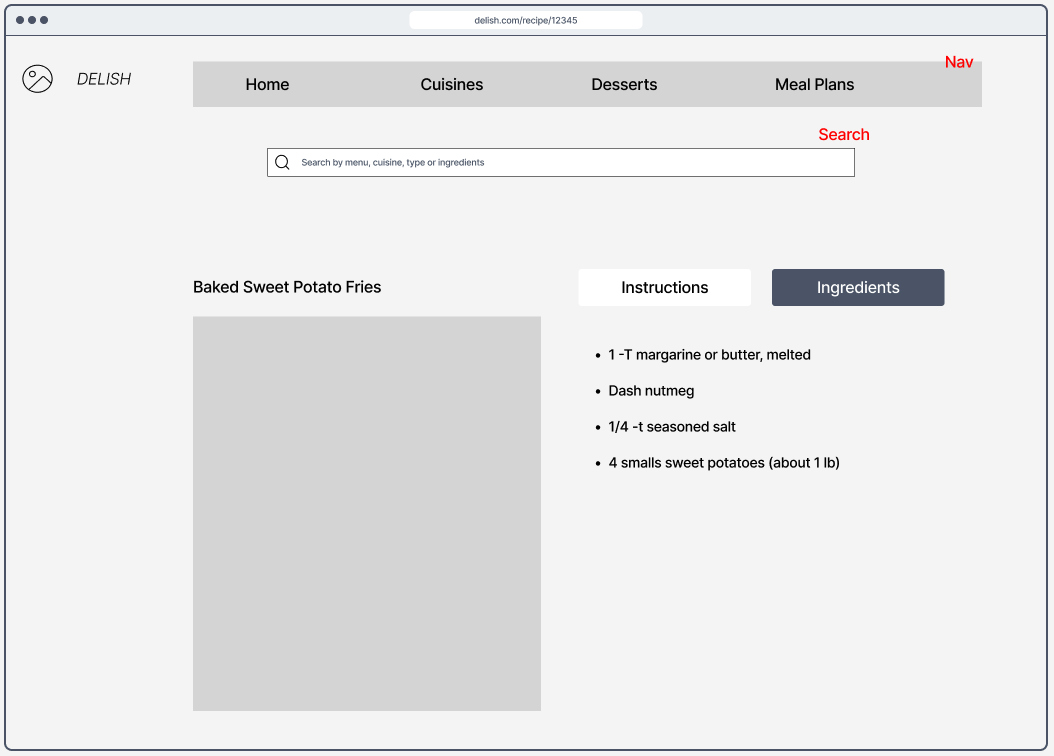 delish.com/recipe/12345
DELISH
Home Cuisines Desserts Meal Plans
Nav
Search
Search by menu, cuisine, type or ingredients
Baked Sweet Potato Fries
Instructions Ingredients
• 1 -T margarine or butter, melted
• Dash nutmeg
• 1/4 -t seasoned salt
• 4 smalls sweet potatoes (about 1 lb)